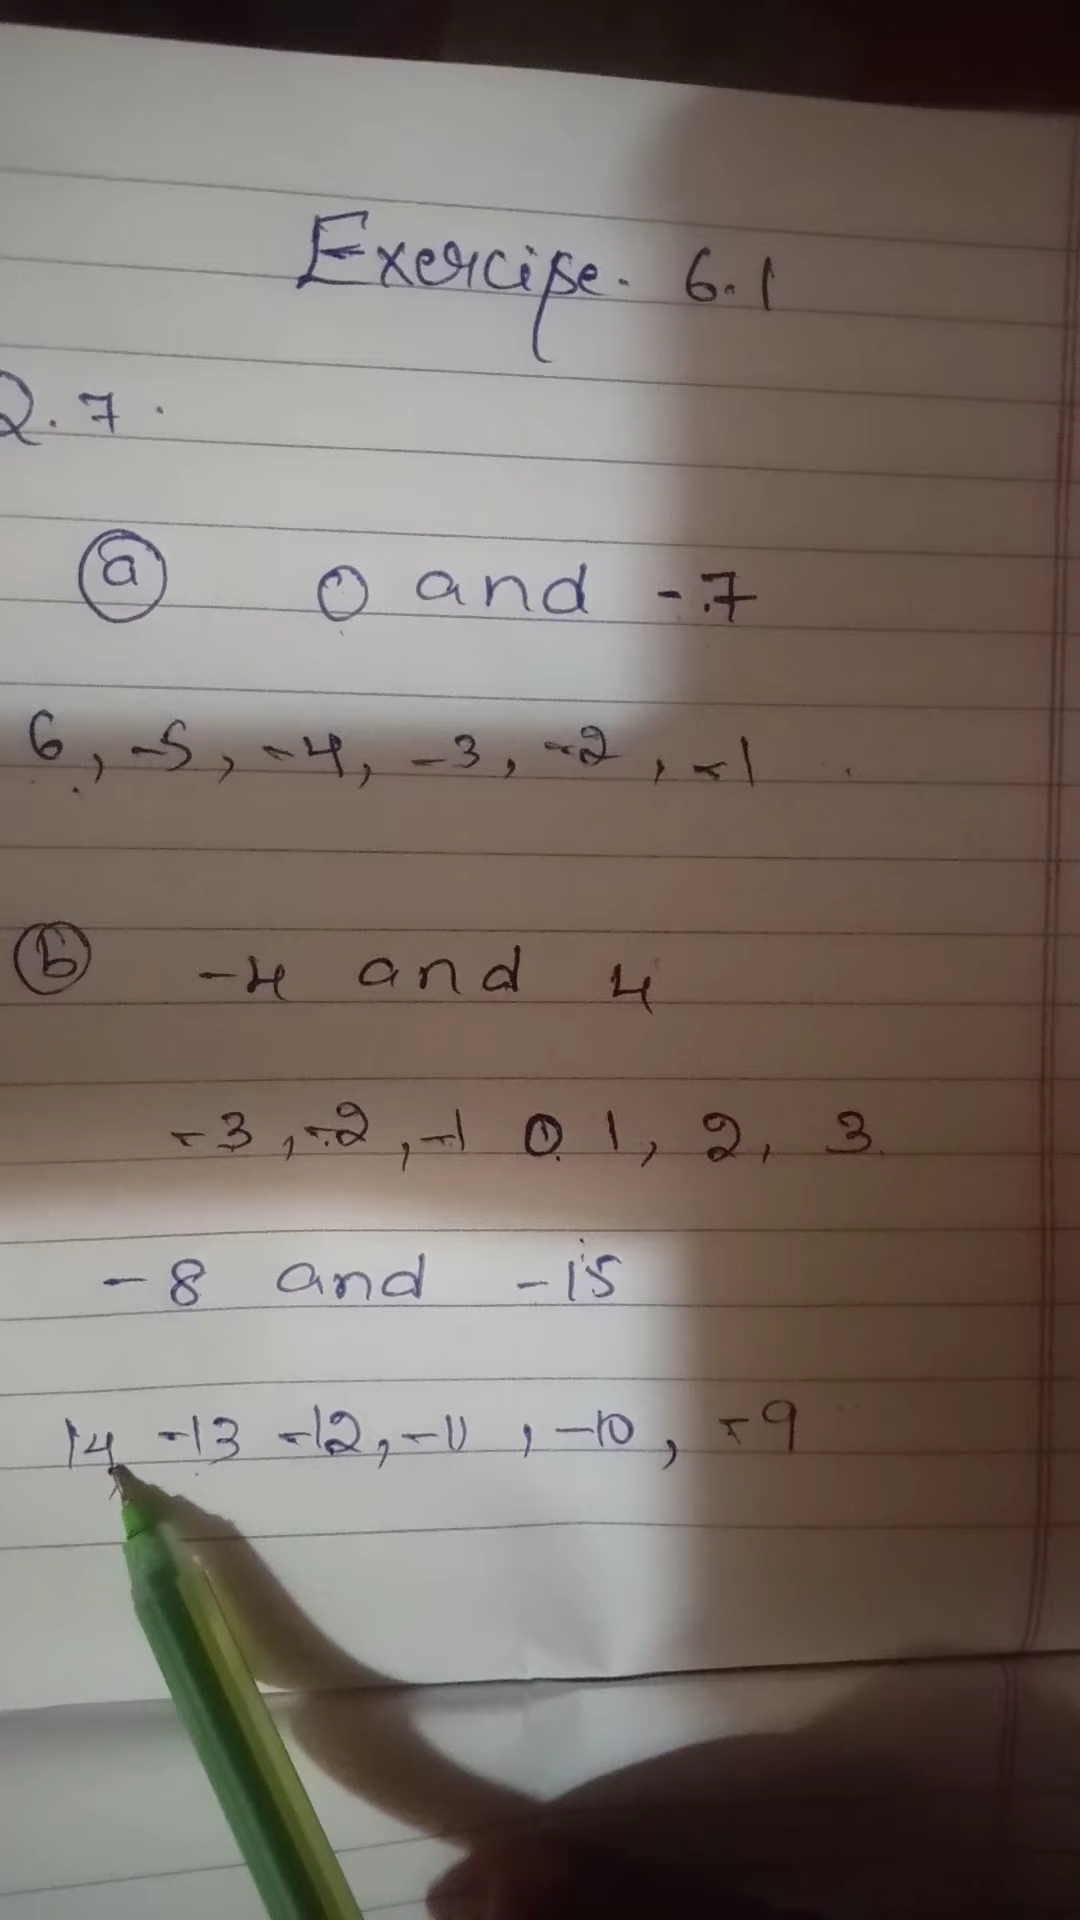 Exercise. 6.1
Q.7.
(a) 0 and -7
6, -5, -4, -3, -2, -1
(b) -4 and 4
-3, -2, -1 0 1, 2, 3
-8 and -15
14 -13 -12, -11, -10, -9